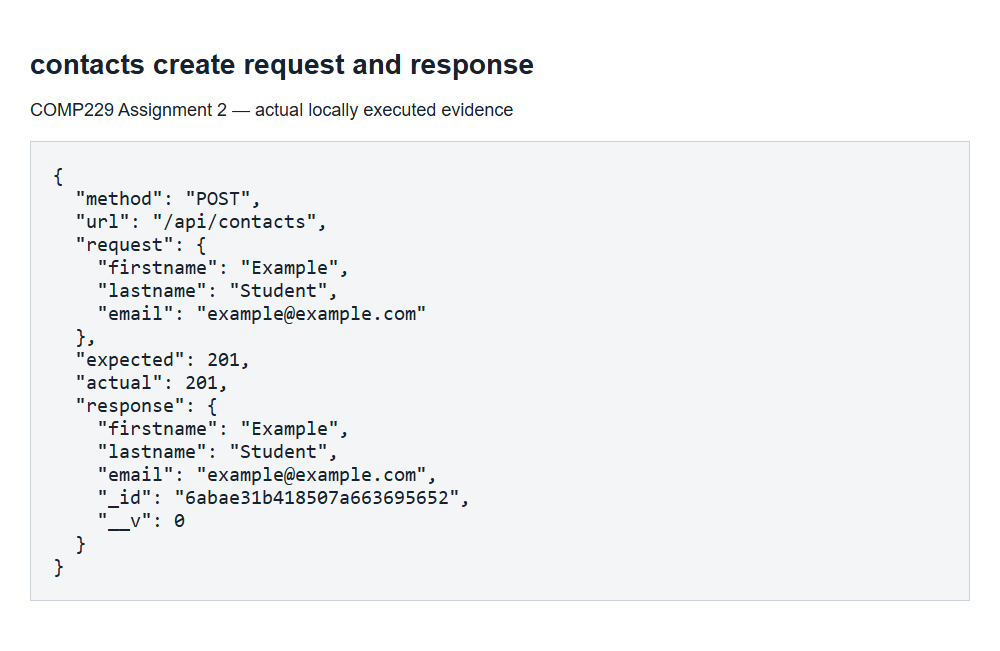 contacts create request and response
COMP229 Assignment 2 — actual locally executed evidence
{
  "method": "POST",
  "url": "/api/contacts",
  "request": {
    "firstname": "Example",
    "lastname": "Student",
    "email": "example@example.com"
  },
  "expected": 201,
  "actual": 201,
  "response": {
    "firstname": "Example",
    "lastname": "Student",
    "email": "example@example.com",
    "_id": "6abae31b418507a663695652",
    "__v": 0
  }
}